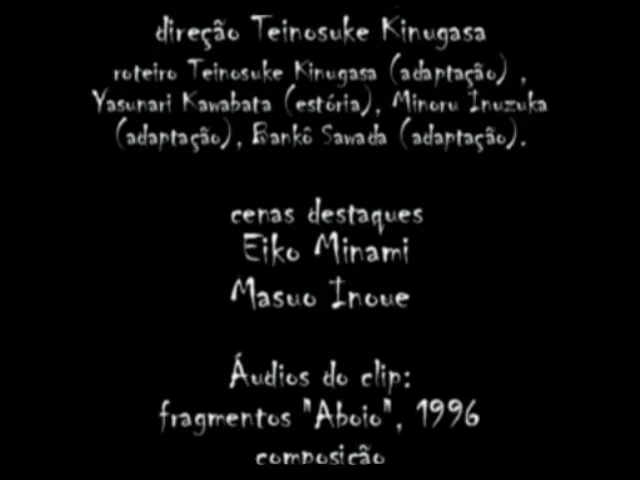 direção Teinosuke Kinugasa
roteiro Teinosuke Kinugasa (adaptação) ,
Yasunari Kawabata (estória), Minoru Inuzuka
(adaptação), Bankô Sawada (adaptação).
cenas destaques
Eiko Minami
Masuo Inoue
Áudios do clip:
fragmentos "Aboio", 1996
composição